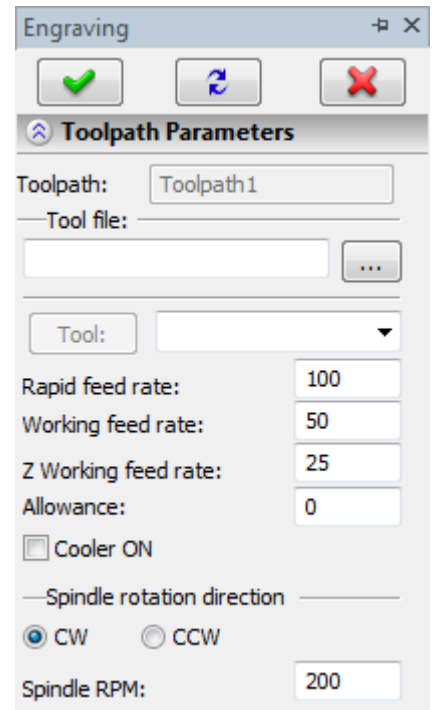 Engraving
Toolpath Parameters
Toolpath: Toolpath1
Tool file:
...
Tool:
Rapid feed rate: 100
Working feed rate: 50
Z Working feed rate: 25
Allowance: 0
Cooler ON
Spindle rotation direction
CW CCW
Spindle RPM: 200